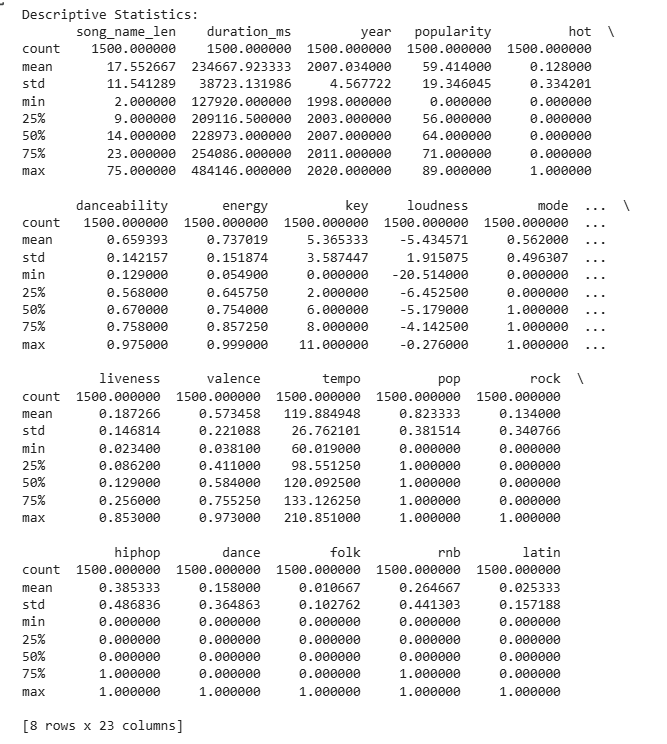 Descriptive Statistics:
song_name_len duration_ms year popularity hot \
count 1500.000000 1500.000000 1500.000000 1500.000000 1500.000000
mean 17.552667 234667.923333 2007.034000 59.414000 0.128000
std 11.541289 38723.131986 4.567722 19.346045 0.334201
min 2.000000 127920.000000 1998.000000 0.000000 0.000000
25% 9.000000 209116.500000 2003.000000 56.000000 0.000000
50% 14.000000 228973.000000 2007.000000 64.000000 0.000000
75% 23.000000 254086.000000 2011.000000 71.000000 0.000000
max 75.000000 484146.000000 2020.000000 89.000000 1.000000
danceability energy key loudness mode ... \
count 1500.000000 1500.000000 1500.000000 1500.000000 1500.000000 ...
mean 0.659393 0.737019 5.365333 -5.434571 0.562000 ...
std 0.142157 0.151874 3.587447 1.915075 0.496307 ...
min 0.129000 0.054900 0.000000 -20.514000 0.000000 ...
25% 0.568000 0.645750 2.000000 -6.452500 0.000000 ...
50% 0.670000 0.754000 6.000000 -5.179000 1.000000 ...
75% 0.758000 0.857250 8.000000 -4.142500 1.000000 ...
max 0.975000 0.999000 11.000000 -0.276000 1.000000 ...
liveness valence tempo pop rock \
count 1500.000000 1500.000000 1500.000000 1500.000000 1500.000000
mean 0.187266 0.573458 119.884948 0.823333 0.134000
std 0.146814 0.221088 26.762101 0.381514 0.340766
min 0.023400 0.038100 60.019000 0.000000 0.000000
25% 0.086200 0.411000 98.551250 1.000000 0.000000
50% 0.129000 0.584000 120.092500 1.000000 0.000000
75% 0.256000 0.755250 133.126250 1.000000 0.000000
max 0.853000 0.973000 210.851000 1.000000 1.000000
hiphop dance folk rnb latin
count 1500.000000 1500.000000 1500.000000 1500.000000 1500.000000
mean 0.385333 0.158000 0.010667 0.264667 0.025333
std 0.486836 0.364863 0.102762 0.441303 0.157188
min 0.000000 0.000000 0.000000 0.000000 0.000000
25% 0.000000 0.000000 0.000000 0.000000 0.000000
50% 0.000000 0.000000 0.000000 0.000000 0.000000
75% 1.000000 0.000000 0.000000 1.000000 0.000000
max 1.000000 1.000000 1.000000 1.000000 1.000000
[8 rows x 23 columns]